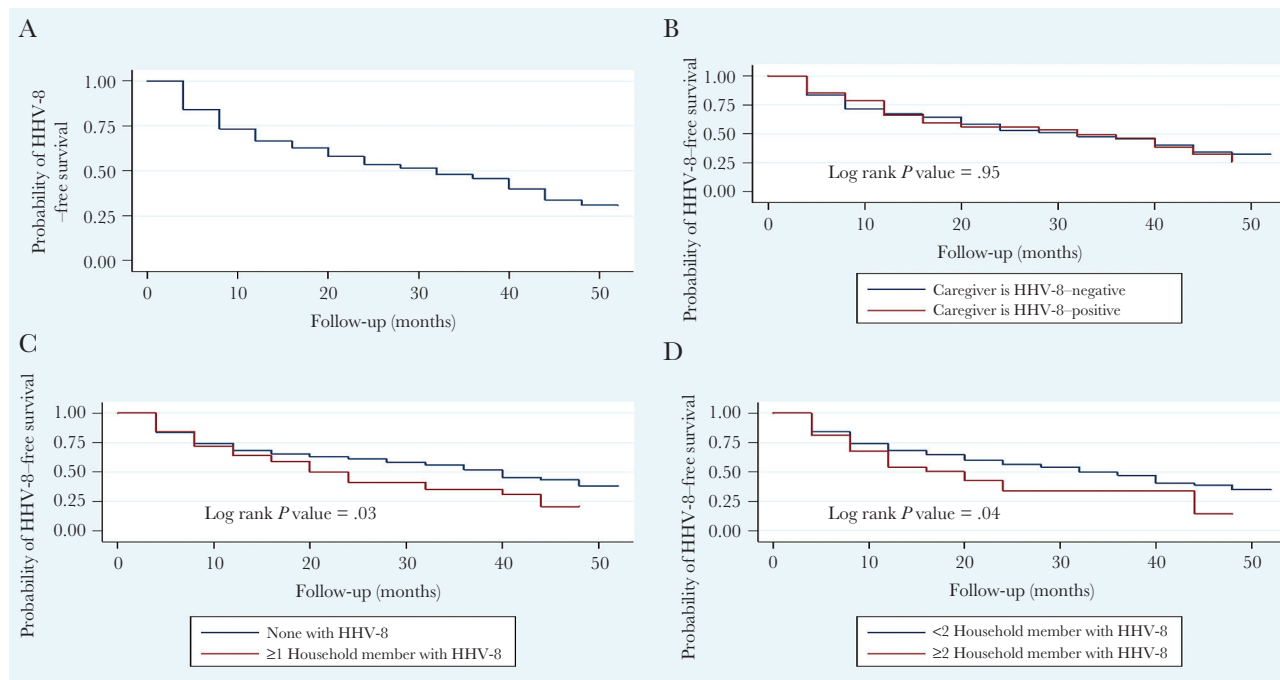 A
Probability of HHV-8
–free survival
1.00
0.75
0.50
0.25
0.00
0 10 20 30 40 50
Follow-up (months)
B
Probability of HHV-8–free survival
1.00
0.75
0.50
0.25
0.00
Log rank P value = .95
0 10 20 30 40 50
Follow-up (months)
Caregiver is HHV-8–negative
Caregiver is HHV-8–positive
C
Probability of HHV-8–free survival
1.00
0.75
0.50
0.25
0.00
Log rank P value = .03
0 10 20 30 40 50
Follow-up (months)
None with HHV-8
≥1 Household member with HHV-8
D
Probability of HHV-8–free survival
1.00
0.75
0.50
0.25
0.00
Log rank P value = .04
0 10 20 30 40 50
Follow-up (months)
<2 Household member with HHV-8
≥2 Household member with HHV-8